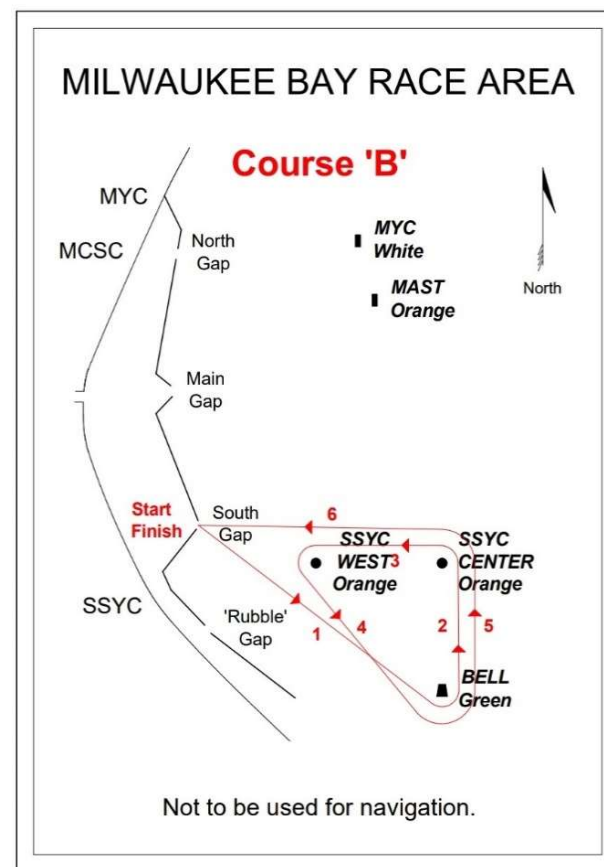 MILWAUKEE BAY RACE AREA
Course 'B'
MYC
MCSC
North
Gap
MYC
White
MAST
Orange
North
Main
Gap
Start
Finish
South
Gap
6
SSYC
WEST
Orange
3
SSYC
CENTER
Orange
SSYC
'Rubble'
Gap
1
4
2
5
BELL
Green
Not to be used for navigation.